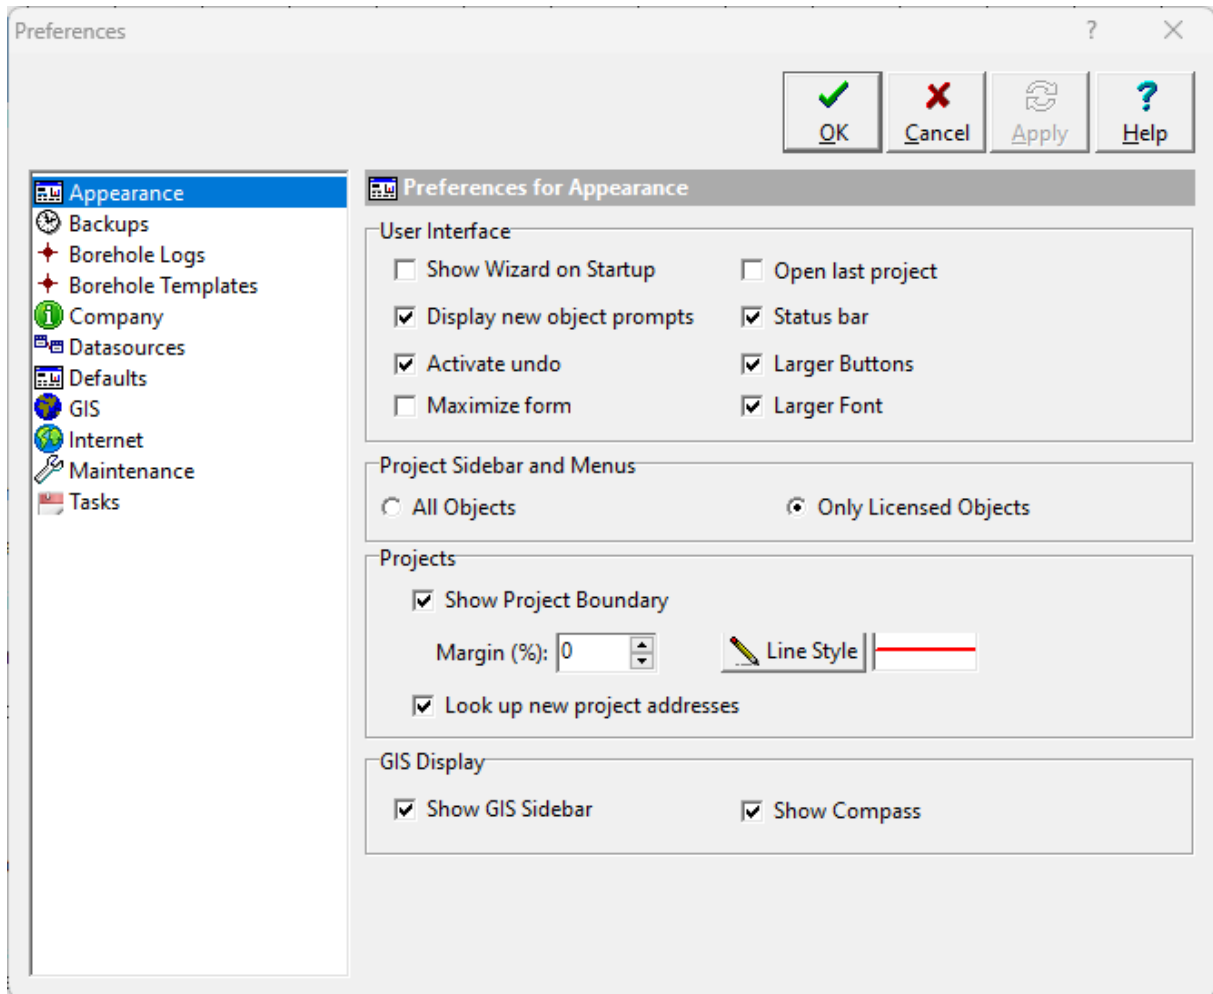 Preferences ?
OK Cancel Apply Help
Appearance
Backups
Borehole Logs
Borehole Templates
Company
Datasources
Defaults
GIS
Internet
Maintenance
Tasks
Preferences for Appearance
User Interface
Show Wizard on Startup
Open last project
Display new object prompts
Status bar
Activate undo
Larger Buttons
Maximize form
Larger Font
Project Sidebar and Menus
All Objects
Only Licensed Objects
Projects
Show Project Boundary
Margin (%): 0
Line Style
Look up new project addresses
GIS Display
Show GIS Sidebar
Show Compass